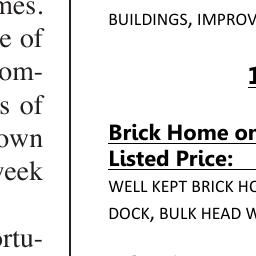 mes.
e of
om-
s of
own
week
ortu-
BUILDINGS, IMPROV
1
Brick Home or
Listed Price:
WELL KEPT BRICK HO
DOCK, BULK HEAD W